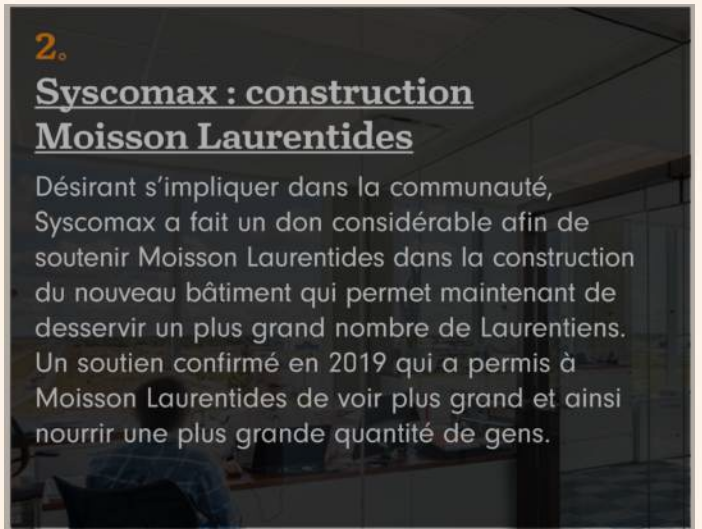 2.
Syscomax : construction
Moisson Laurentides
Désirant s’impliquer dans la communauté,
Syscomax a fait un don considérable afin de
soutenir Moisson Laurentides dans la construction
du nouveau bâtiment qui permet maintenant de
desservir un plus grand nombre de Laurentiens.
Un soutien confirmé en 2019 qui a permis à
Moisson Laurentides de voir plus grand et ainsi
nourrir une plus grande quantité de gens.